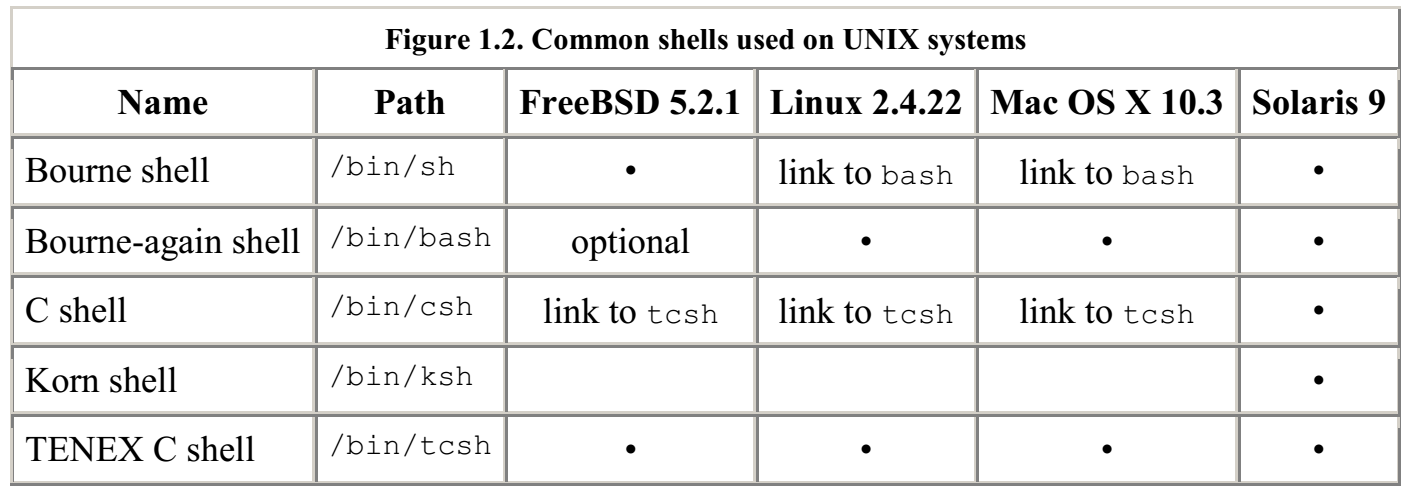 Figure 1.2. Common shells used on UNIX systems
Name Path FreeBSD 5.2.1 Linux 2.4.22 Mac OS X 10.3 Solaris 9
Bourne shell /bin/sh • link to bash link to bash •
Bourne-again shell /bin/bash optional • • •
C shell /bin/csh link to tcsh link to tcsh link to tcsh •
Korn shell /bin/ksh •
TENEX C shell /bin/tcsh • • • •